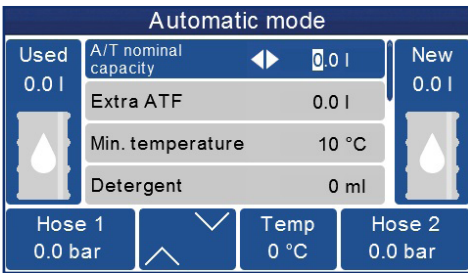 Automatic mode
Used
0.0 l
A/T nominal
capacity
0.0 l
Extra ATF
0.0 l
Min. temperature
10 °C
Detergent
0 ml
New
0.0 l
Hose 1
0.0 bar
Temp
0 °C
Hose 2
0.0 bar